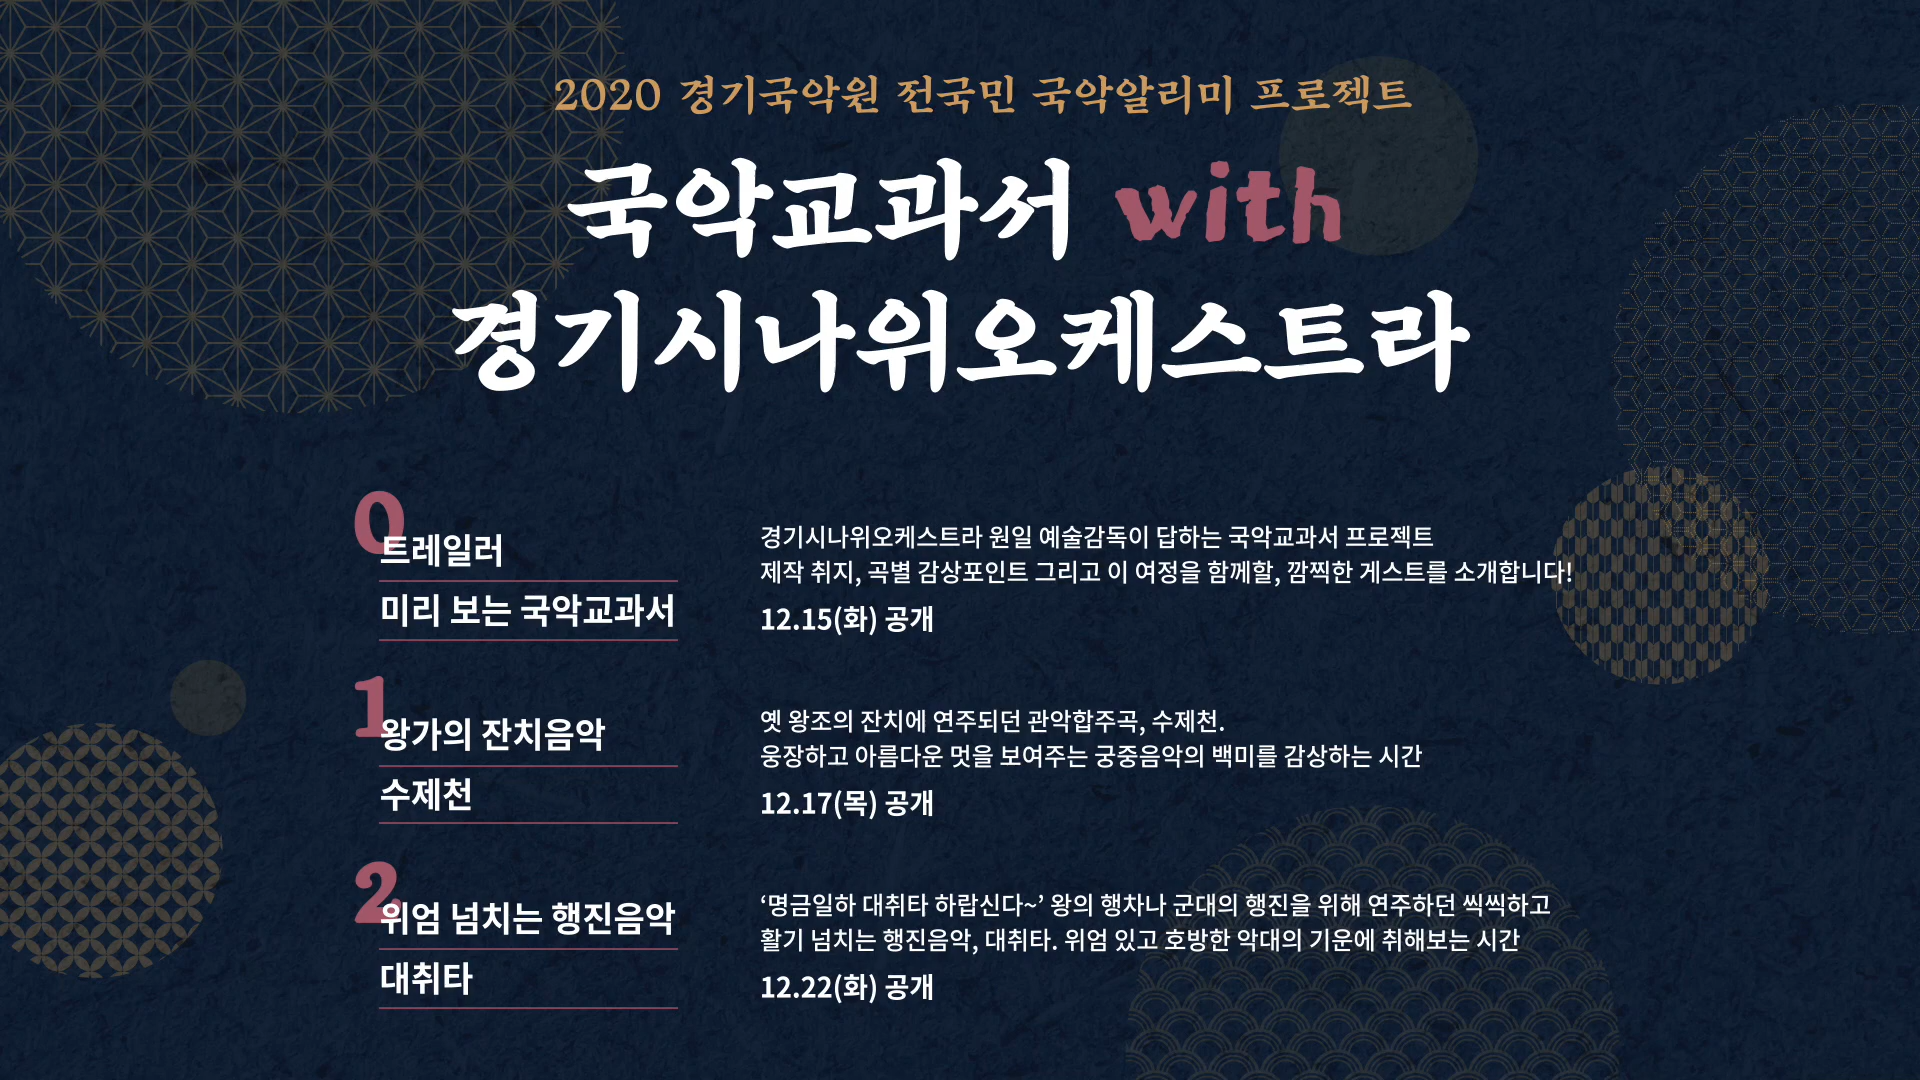 2020 경기국악원 전국민 국악알리미 프로젝트
국악교과서 with
경기시나위오케스트라
0
트레일러
미리 보는 국악교과서
경기시나위오케스트라 원일 예술감독이 답하는 국악교과서 프로젝트
제작 취지, 곡별 감상포인트 그리고 이 여정을 함께할, 깜찍한 게스트를 소개합니다!
12.15(화) 공개
1
왕가의 잔치음악
수제천
옛 왕조의 잔치에 연주되던 관악합주곡, 수제천.
웅장하고 아름다운 멋을 보여주는 궁중음악의 백미를 감상하는 시간
12.17(목) 공개
2
위엄 넘치는 행진음악
대취타
‘명금일하 대취타 하랍신다~’ 왕의 행차나 군대의 행진을 위해 연주하던 씩씩하고
활기 넘치는 행진음악, 대취타. 위엄 있고 호방한 악대의 기운에 취해보는 시간
12.22(화) 공개